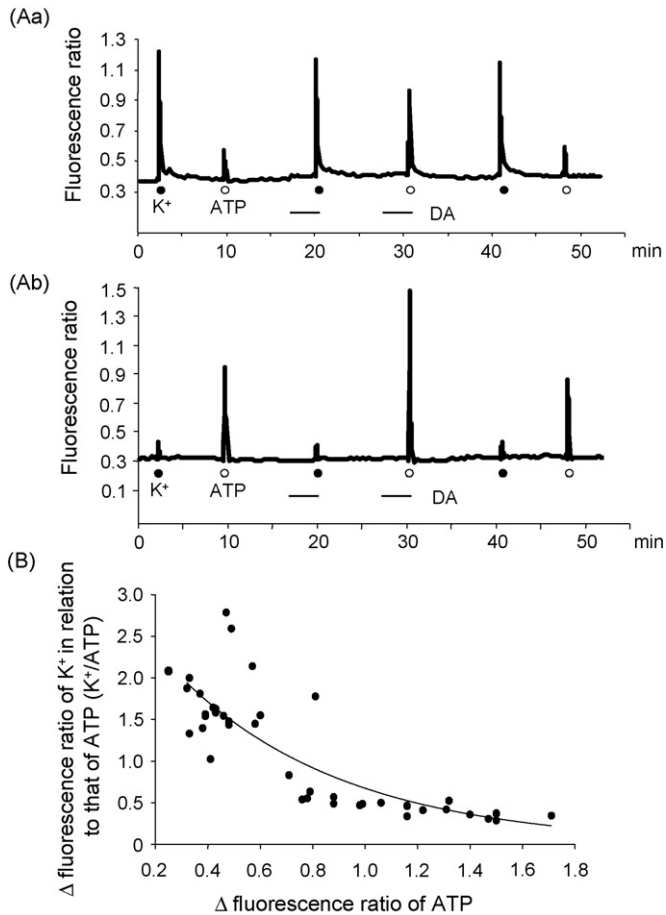 (Aa)
Fluorescence ratio
1.3
1.1
0.9
0.7
0.5
0.3
K⁺ ATP DA
0 10 20 30 40 50 min
(Ab)
Fluorescence ratio
1.5
1.3
1.1
0.9
0.7
0.5
0.3
0.1
K⁺ ATP DA
0 10 20 30 40 50 min
(B)
Δ fluorescence ratio of K⁺ in relation
to that of ATP (K⁺/ATP)
3.0
2.5
2.0
1.5
1.0
0.5
0
0.2 0.4 0.6 0.8 1.0 1.2 1.4 1.6 1.8
Δ fluorescence ratio of ATP